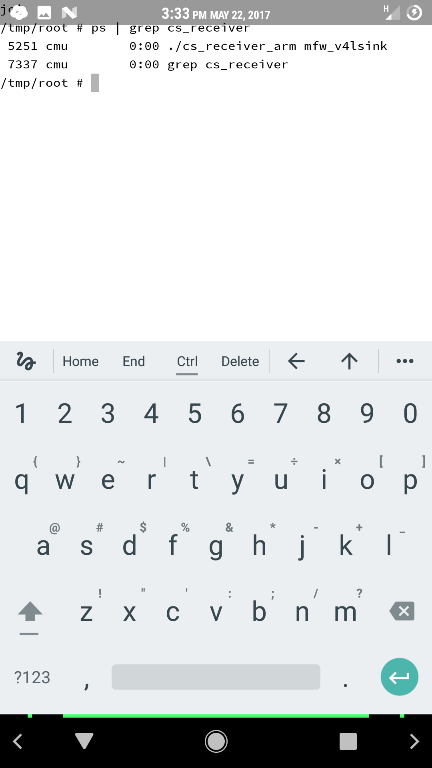 3:33 PM MAY 22, 2017
H
/tmp/root # ps | grep cs_receiver
5251 cmu 0:00 ./cs_receiver_arm mfw_v4lsink
7337 cmu 0:00 grep cs_receiver
/tmp/root #
Home End Ctrl Delete
1 2 3 4 5 6 7 8 9 0
{ } ~ | \ = ÷ × [ ]
q w e r t y u i o p
@ # $ % & * - + _
a s d f g h j k l
! " ' : ; / ?
z x c v b n m
?123 , .